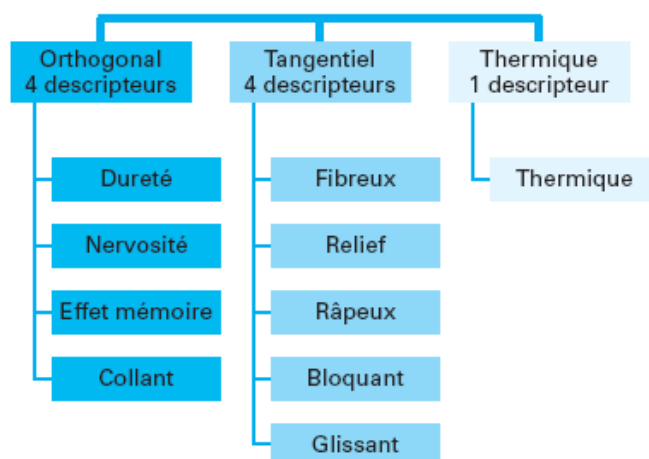 Orthogonal
4 descripteurs
Tangentiel
4 descripteurs
Thermique
1 descripteur
Dureté
Nervosité
Effet mémoire
Collant
Fibreux
Relief
Râpeux
Bloquant
Glissant
Thermique